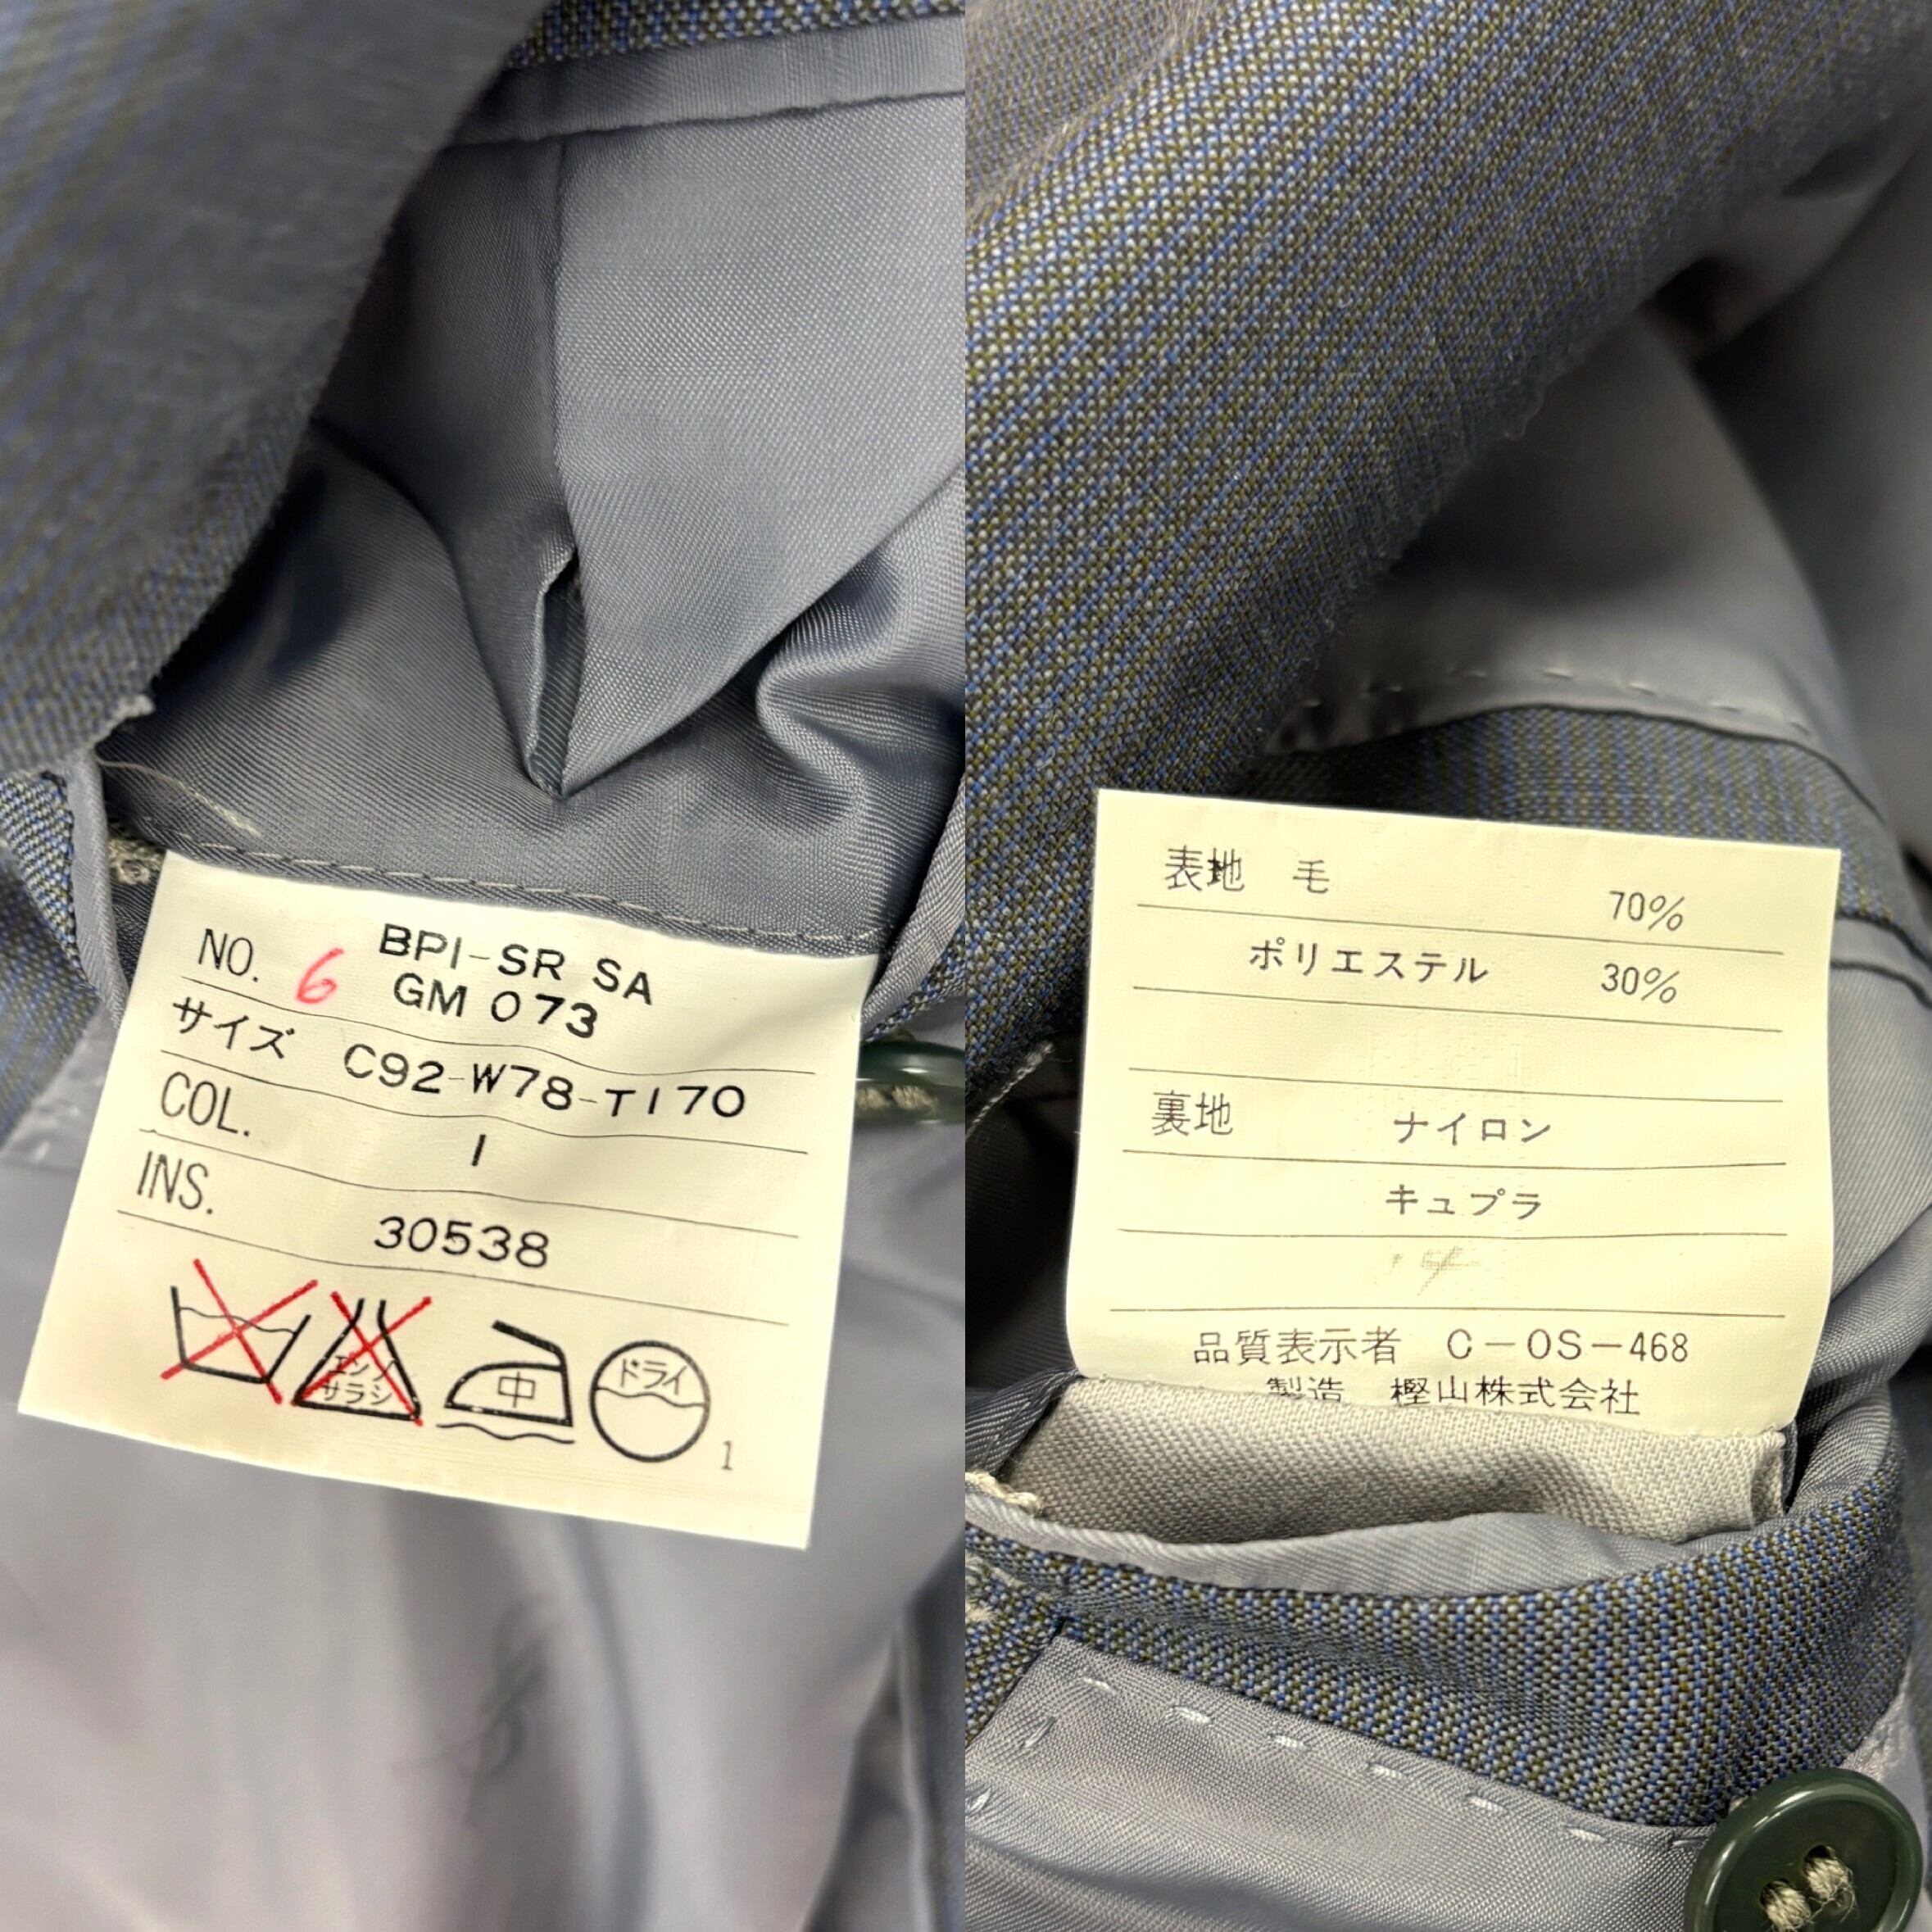 BPI-SR SA
NO. 6 GM 073
サイズ C92-W78-T170
COL. 1
INS. 30538
エンソ
サラシ
中
ドライ
1
表地 毛 70%
ポリエステル 30%
裏地 ナイロン
キュプラ
品質表示者 C-OS-468
製造 樫山株式会社